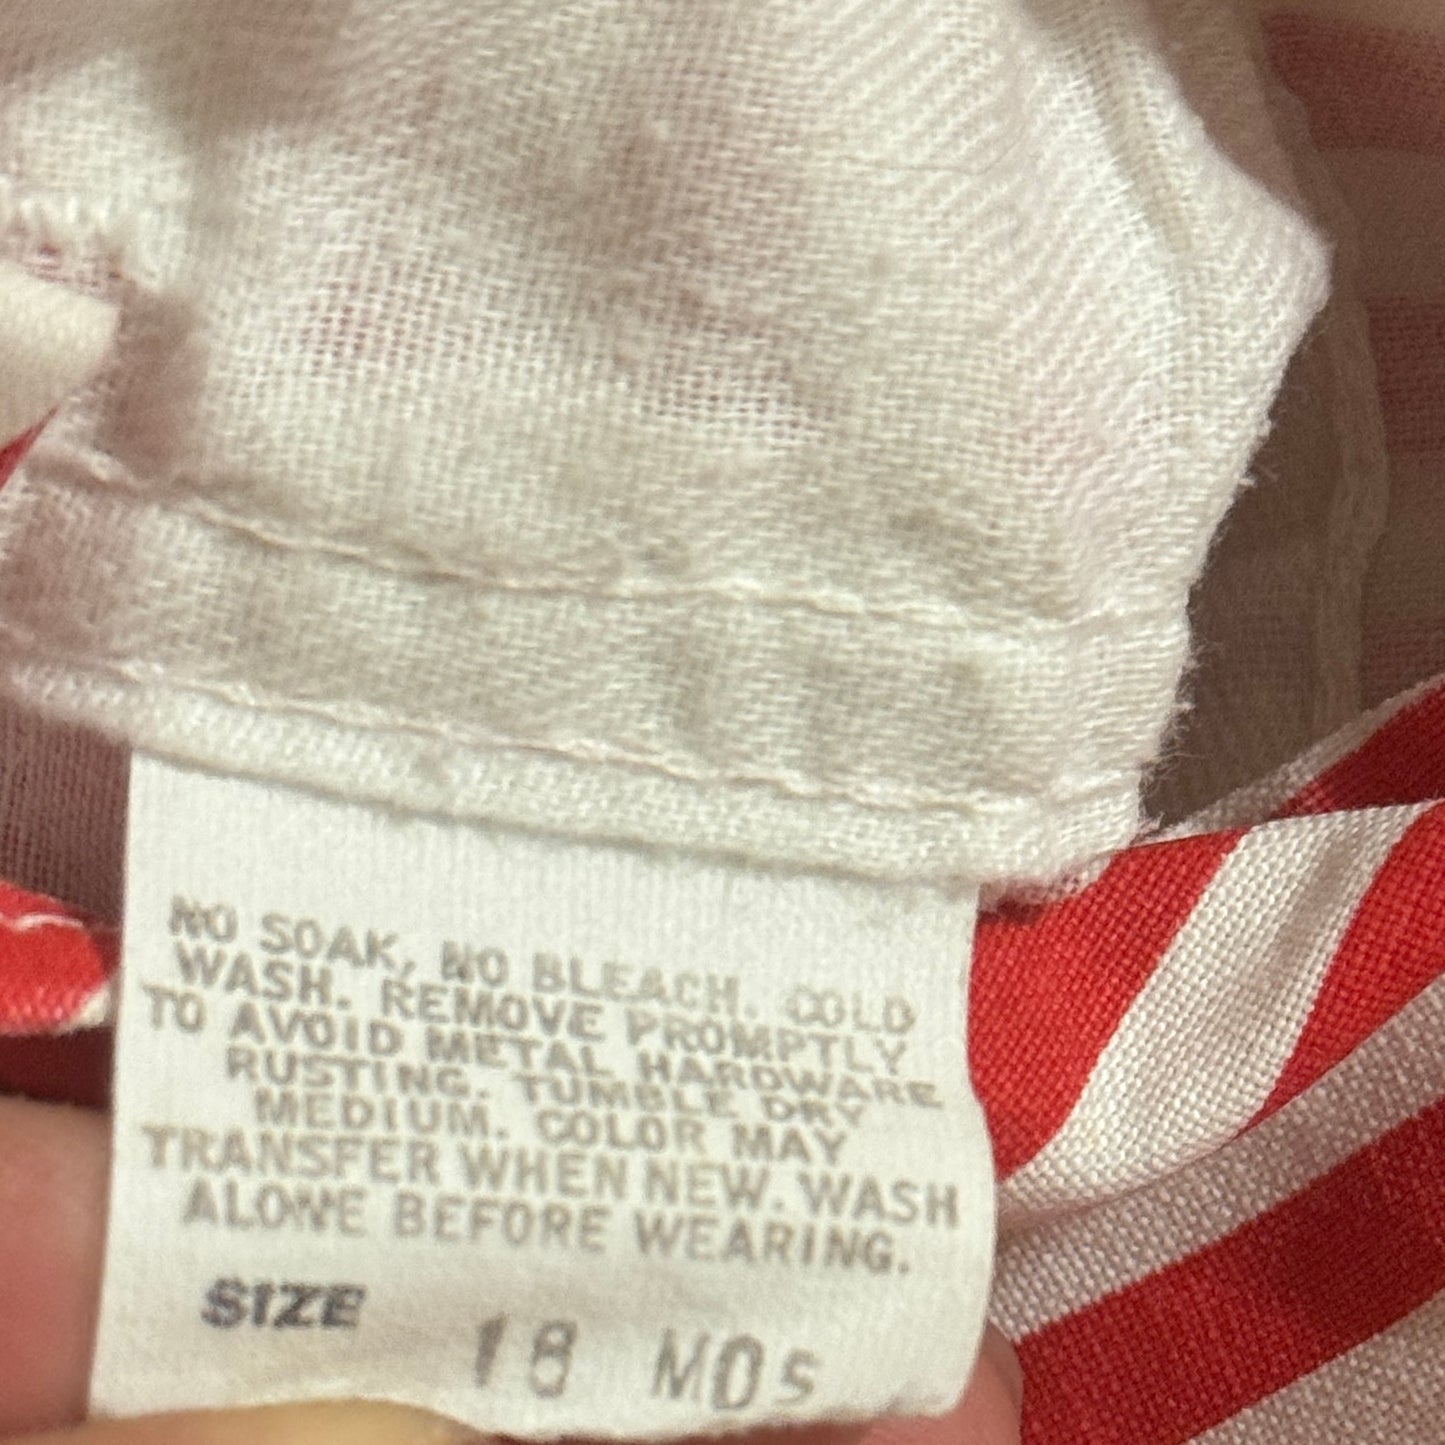 NO SOAK, NO BLEACH. COLD
WASH. REMOVE PROMPTLY
TO AVOID METAL HARDWARE
RUSTING. TUMBLE DRY
MEDIUM. COLOR MAY
TRANSFER WHEN NEW. WASH
ALONE BEFORE WEARING.
SIZE 18 MOS